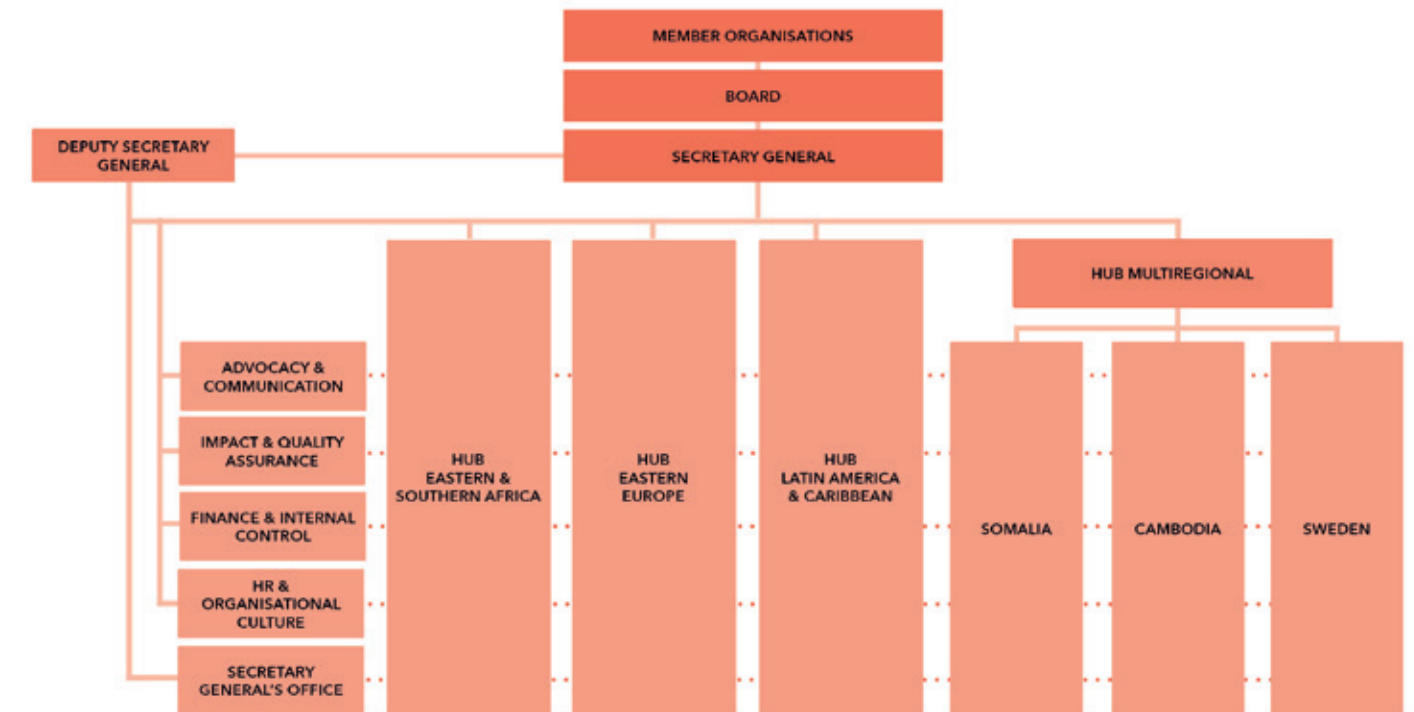 MEMBER ORGANISATIONS
BOARD
DEPUTY SECRETARY
GENERAL
SECRETARY GENERAL
HUB MULTIREGIONAL
ADVOCACY &
COMMUNICATION
IMPACT & QUALITY
ASSURANCE
FINANCE & INTERNAL
CONTROL
HR &
ORGANISATIONAL
CULTURE
SECRETARY
GENERAL'S OFFICE
HUB
EASTERN &
SOUTHERN AFRICA
HUB
EASTERN
EUROPE
HUB
LATIN AMERICA
& CARIBBEAN
SOMALIA
CAMBODIA
SWEDEN